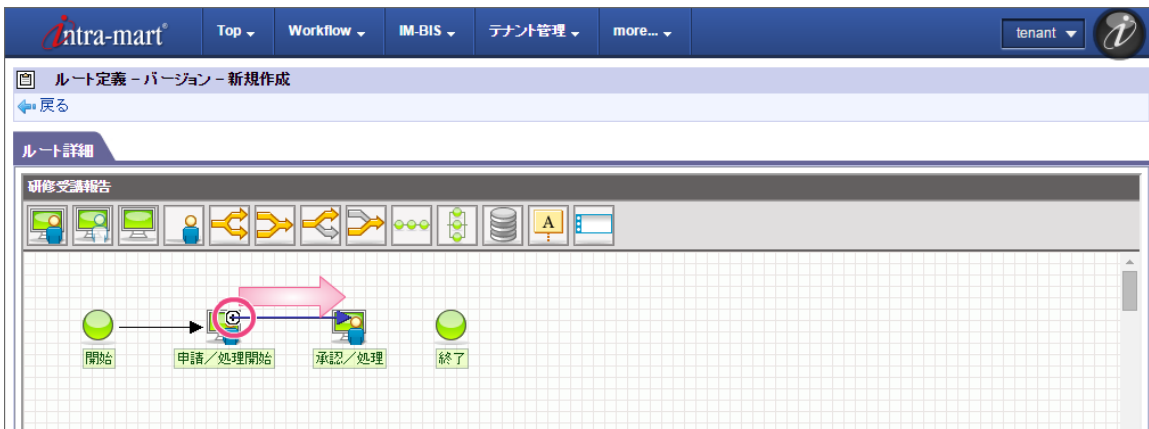 intra-mart® Top Workflow IM-BIS テナント管理 more... tenant
ルート定義 – バージョン – 新規作成
戻る
ルート詳細
研修受講報告
A
開始 申請／処理開始 承認／処理 終了